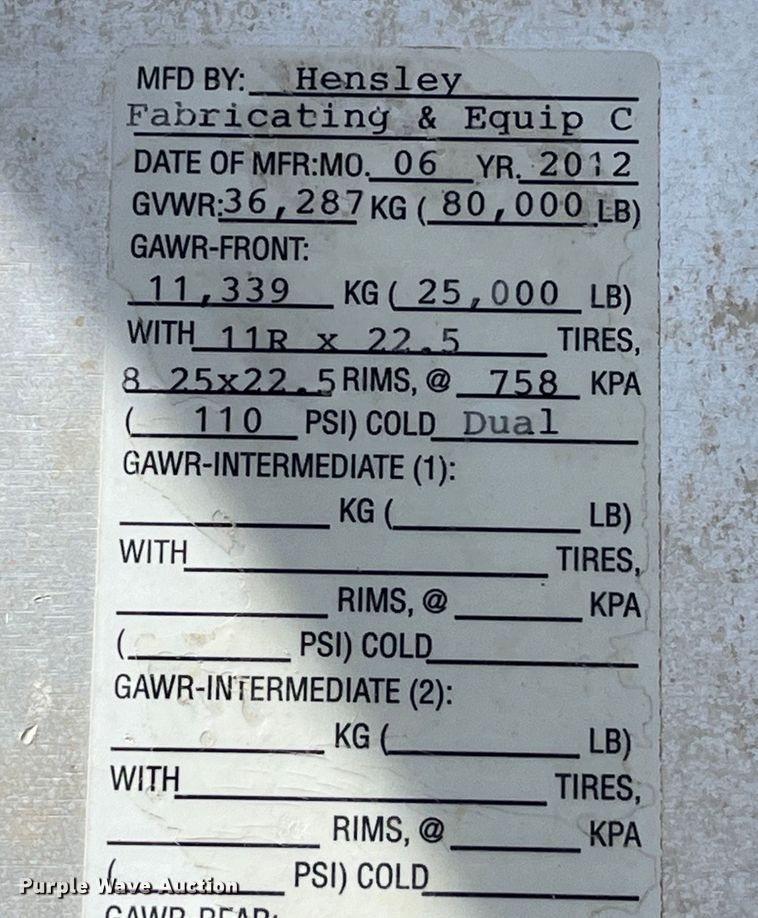 MFD BY: Hensley
Fabricating & Equip C
DATE OF MFR:MO. 06 YR. 2012
GVWR:36,287 KG ( 80,000 LB)
GAWR-FRONT:
11,339 KG ( 25,000 LB)
WITH 11R x 22.5 TIRES,
8 25x22.5 RIMS, @ 758 KPA
( 110 PSI) COLD Dual
GAWR-INTERMEDIATE (1):
KG ( LB)
WITH TIRES,
RIMS, @ KPA
( PSI) COLD
GAWR-INTERMEDIATE (2):
KG ( LB)
WITH TIRES,
RIMS, @ KPA
( PSI) COLD
Purple Wave Auction
GAWR-REAR: